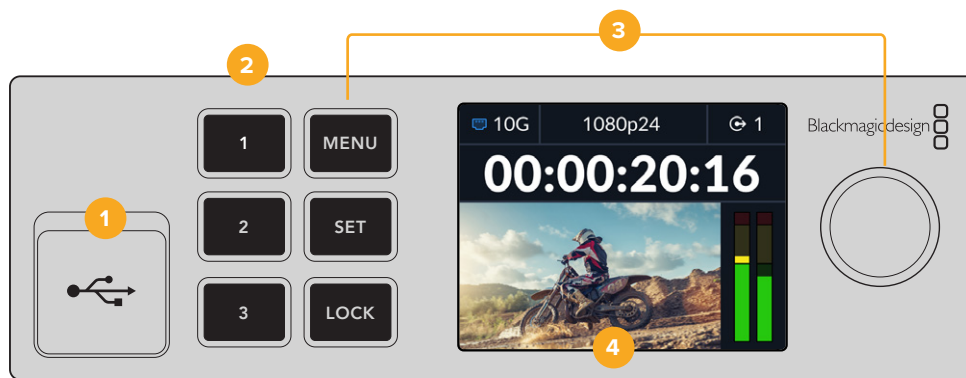 3
2
1
1 MENU
2 SET
3 LOCK
10G 1080p24 1
00:00:20:16
4
Blackmagicdesign